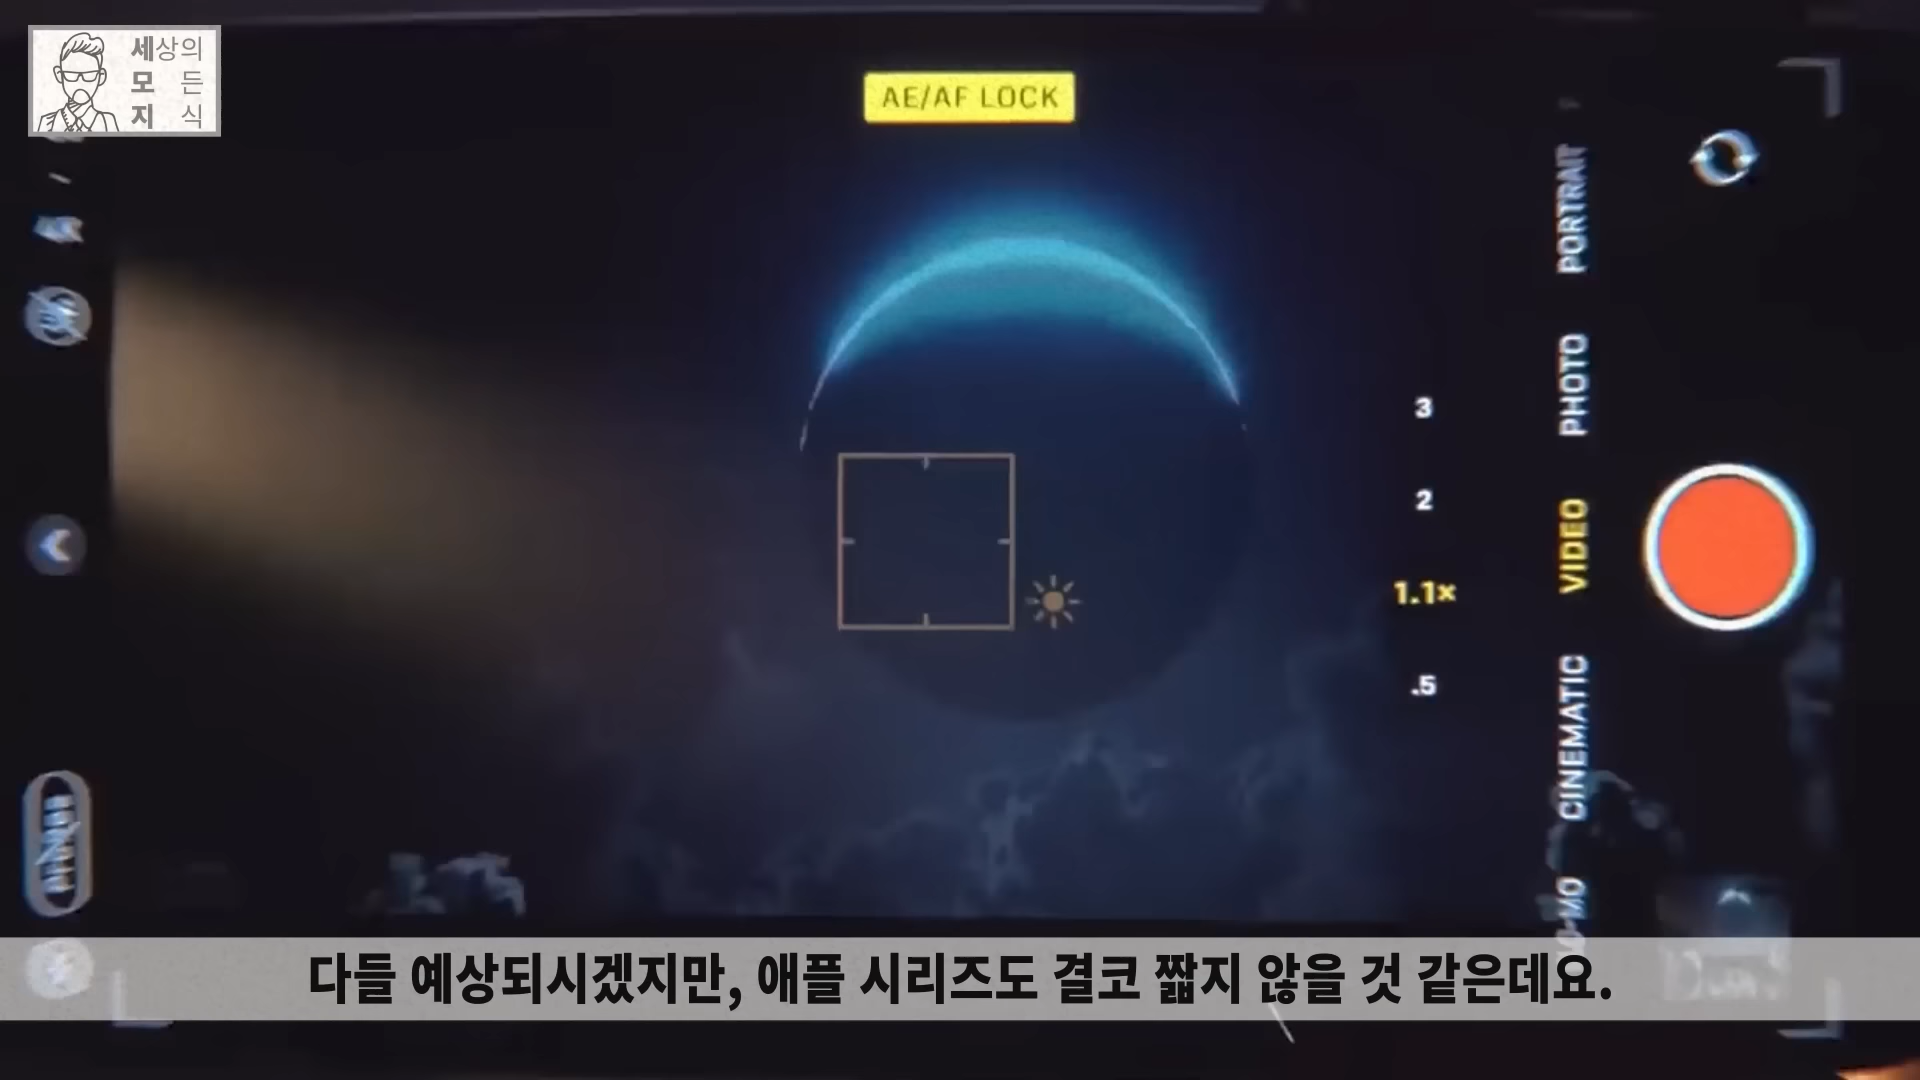 세상의
모든
지식
AE/AF LOCK
PORTRAIT
PHOTO
VIDEO
CINEMATIC
3
2
1.1×
.5
다들 예상되시겠지만, 애플 시리즈도 결코 짧지 않을 것 같은데요.